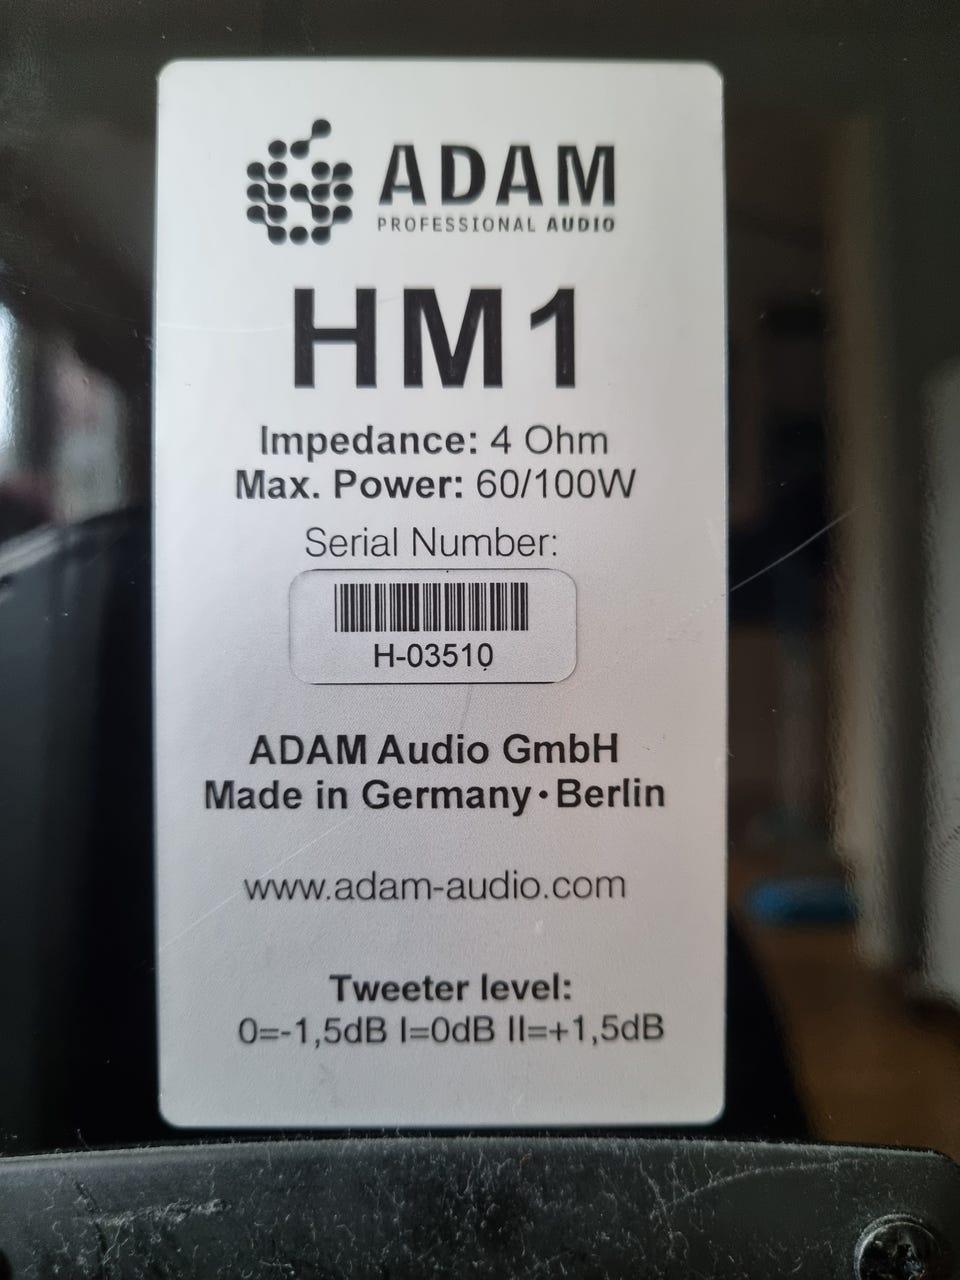 ADAM
PROFESSIONAL AUDIO
HM1
Impedance: 4 Ohm
Max. Power: 60/100W
Serial Number:
H-03510
ADAM Audio GmbH
Made in Germany·Berlin
www.adam-audio.com
Tweeter level:
0=-1,5dB I=0dB II=+1,5dB